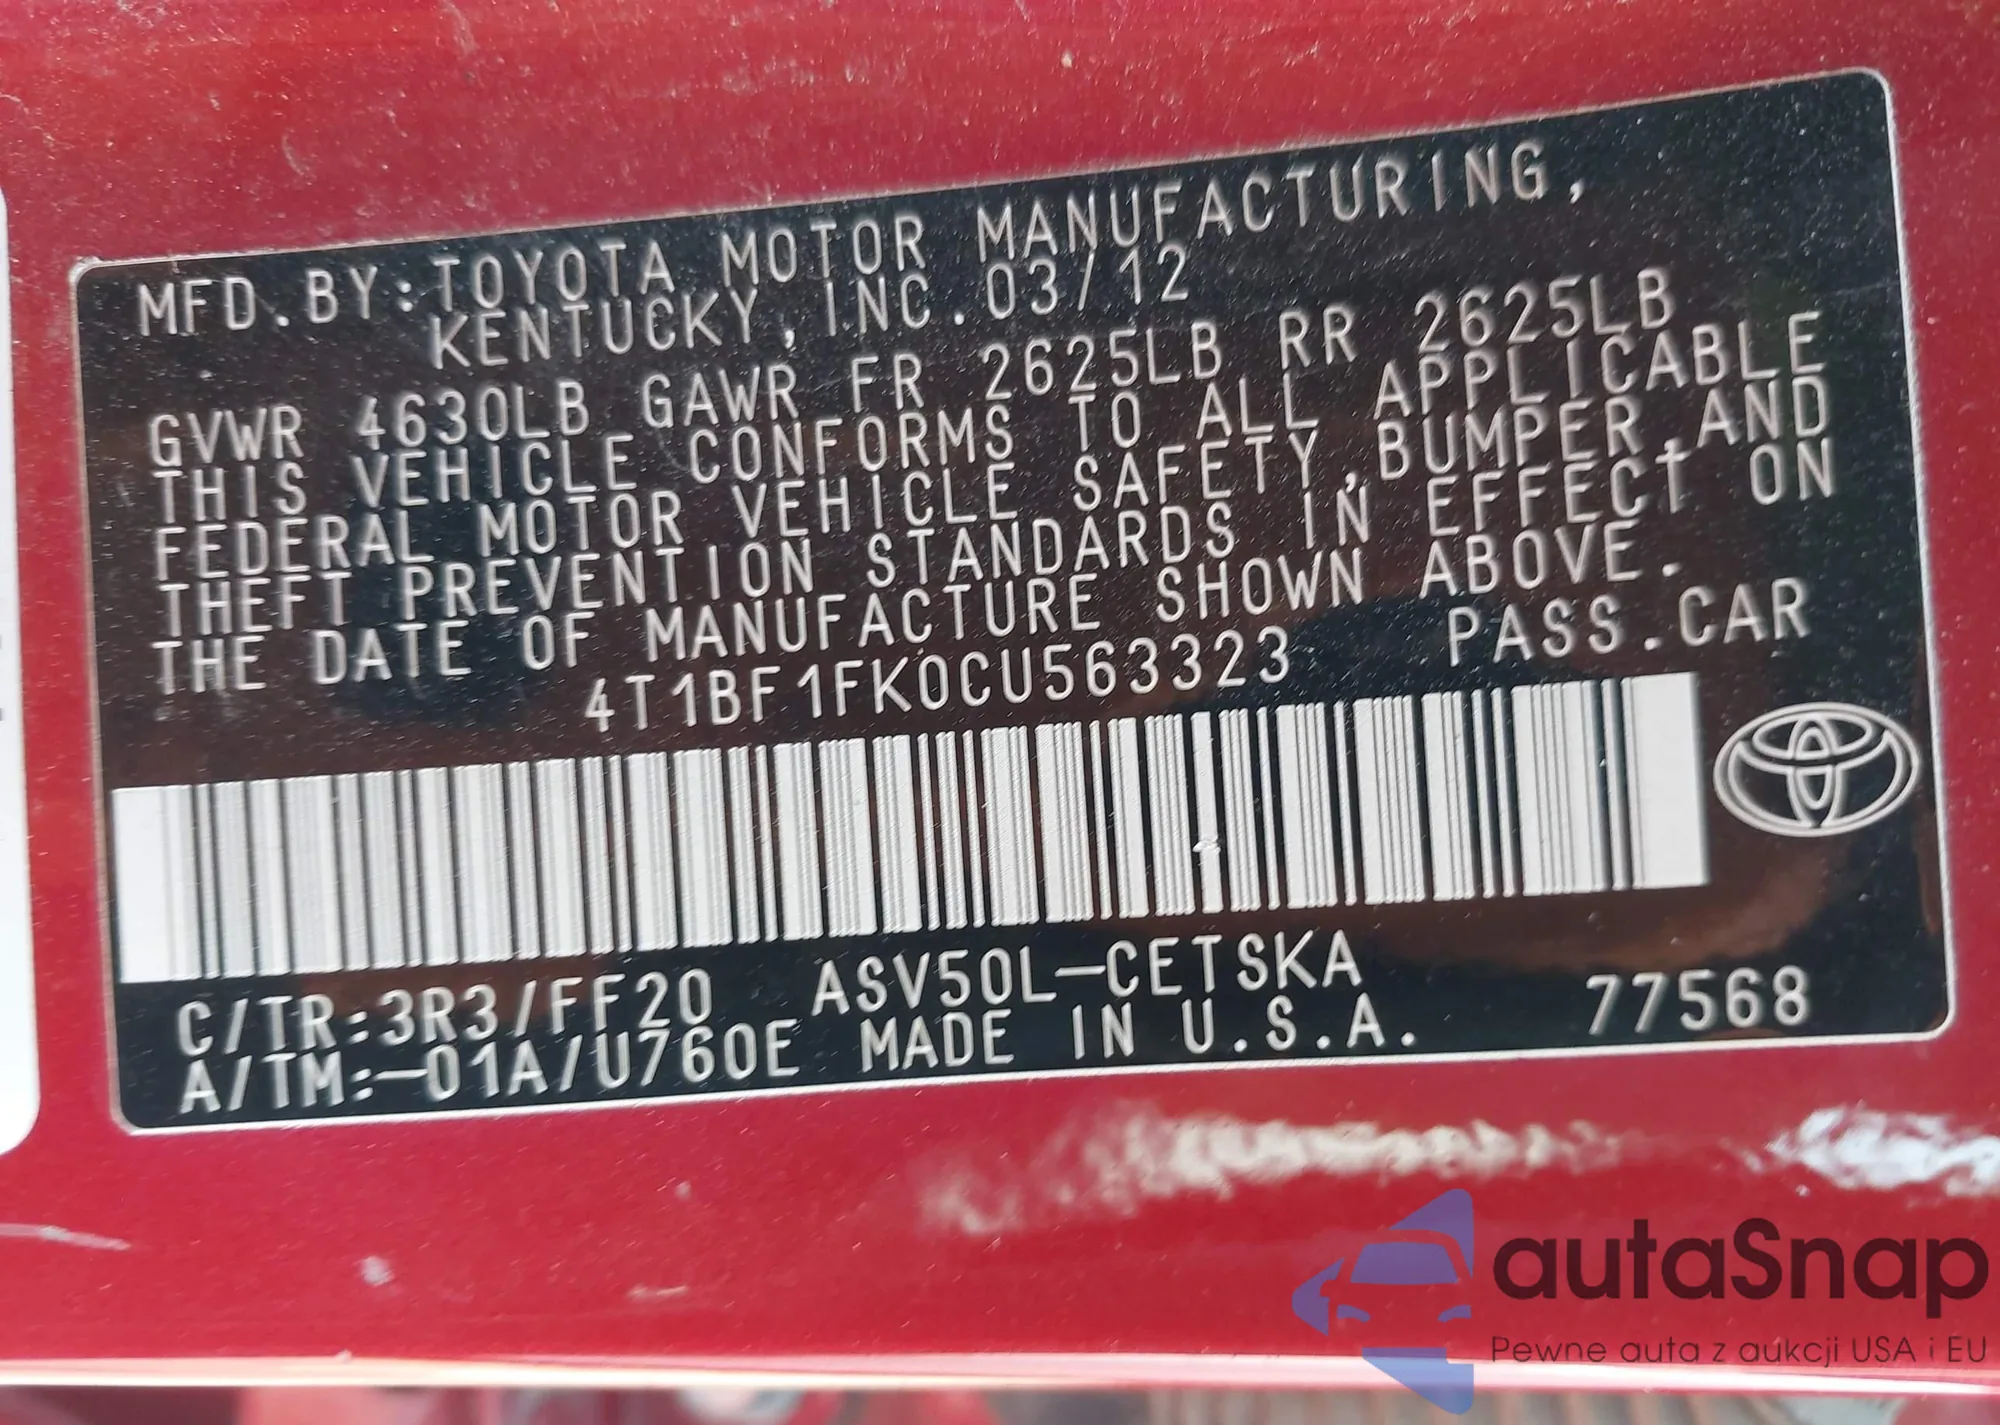 MFD.BY:TOYOTA MOTOR MANUFACTURING,
KENTUCKY, INC.03/12
GVWR 4630LB GAWR FR 2625LB RR 2625LB
THIS VEHICLE CONFORMS TO ALL APPLICABLE
FEDERAL MOTOR VEHICLE SAFETY,BUMPER,AND
THEFT PREVENTION STANDARDS IN EFFECT ON
THE DATE OF MANUFACTURE SHOWN ABOVE.
4T1BF1FK0CU563323 PASS.CAR
C/TR:3R3/FF20 ASV50L-CETSKA
A/TM:-01A/U760E MADE IN U.S.A. 77568
autaSnap
Pewne auta z aukcji USA i EU